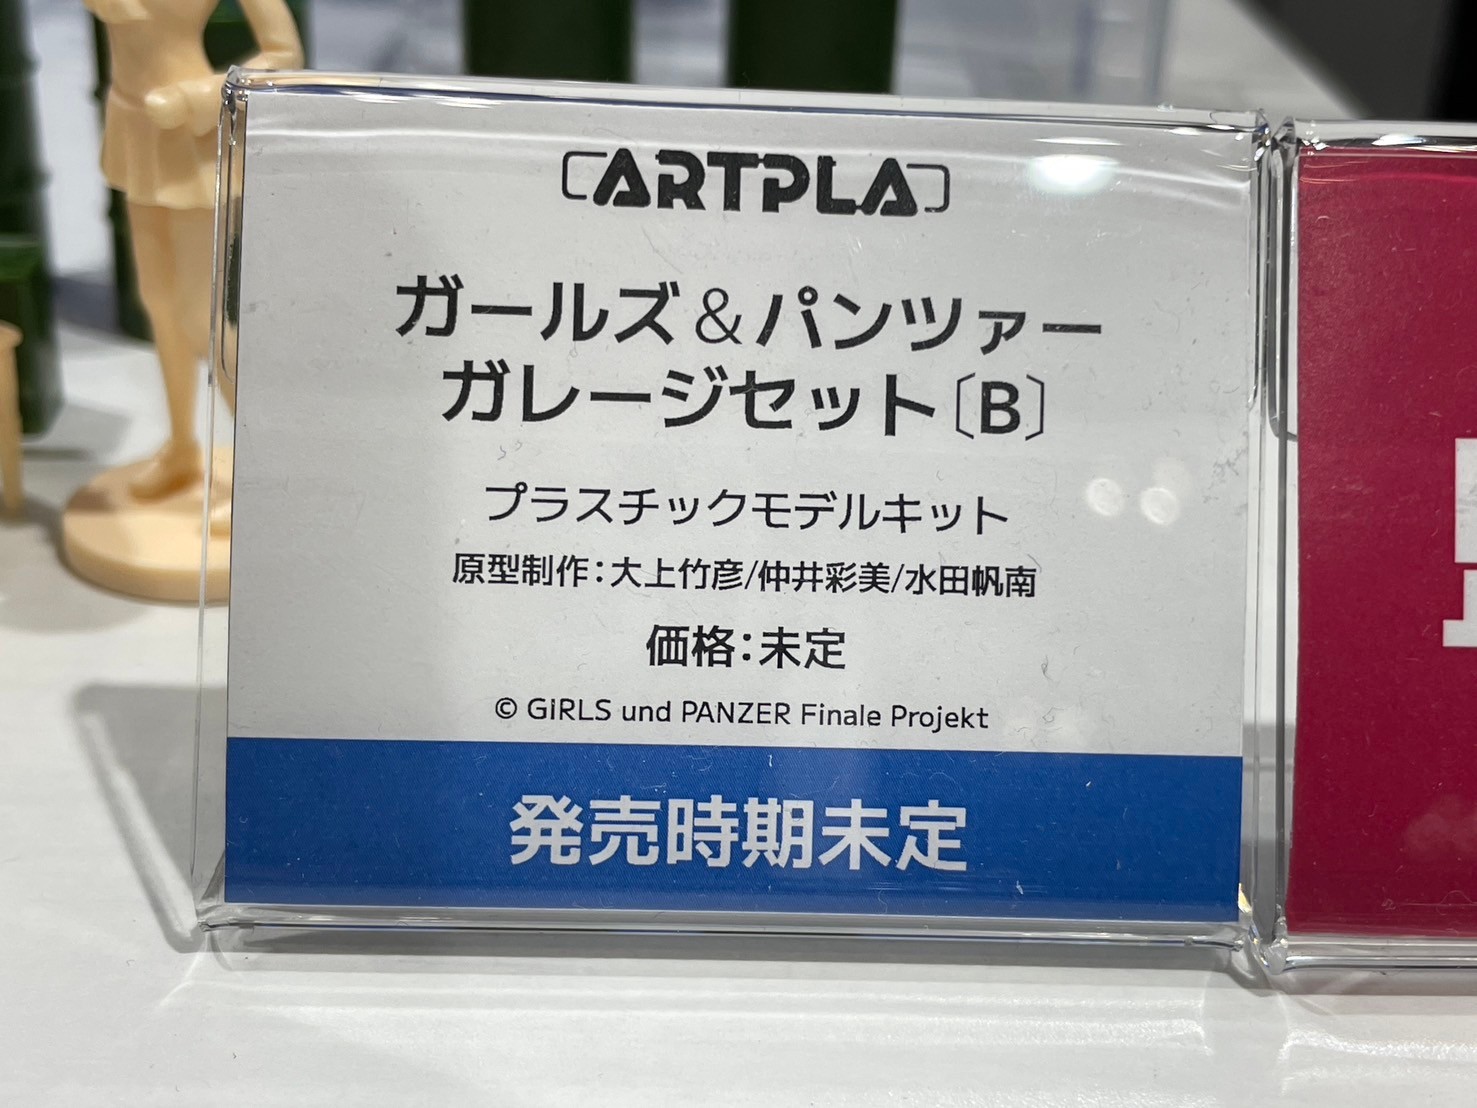 ARTPLA
ガールズ＆パンツァー
ガレージセット〔B〕
プラスチックモデルキット
原型制作：大上竹彦/仲井彩美/水田帆南
価格：未定
© GIRLS und PANZER Finale Projekt
発売時期未定